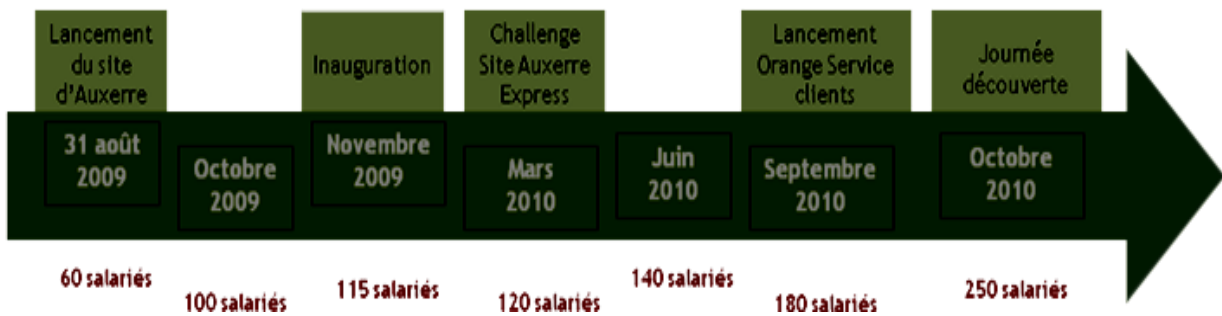 Lancement
du site
d'Auxerre
Inauguration
Challenge
Site Auxerre
Express
Lancement
Orange Service
clients
Journée
découverte
31 août
2009
Octobre
2009
Novembre
2009
Mars
2010
Juin
2010
Septembre
2010
Octobre
2010
60 salariés
100 salariés
115 salariés
120 salariés
140 salariés
180 salariés
250 salariés